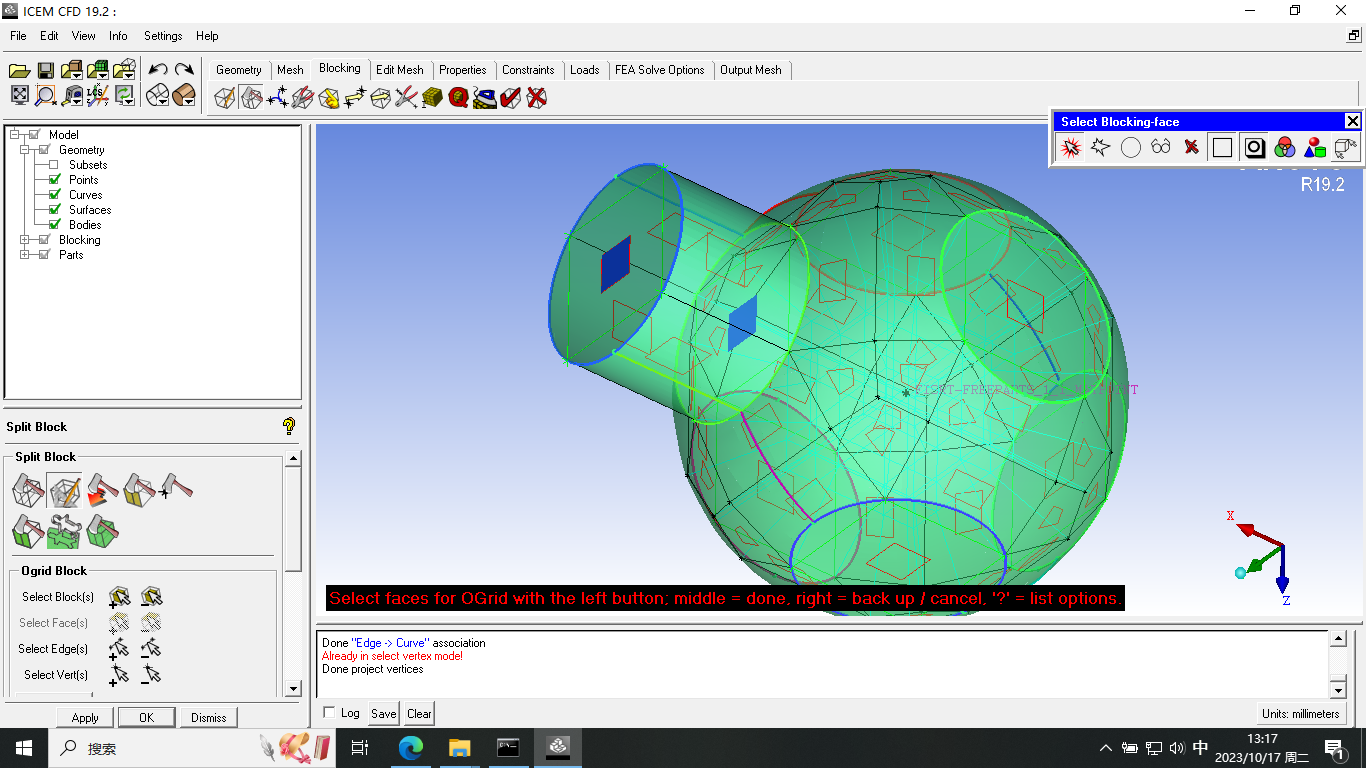 ICEM CFD 19.2 :
File Edit View Info Settings Help
Geometry Mesh Blocking Edit Mesh Properties Constraints Loads FEA Solve Options Output Mesh
Select Blocking-face
R19.2
Model
Geometry
Subsets
Points
Curves
Surfaces
Bodies
Blocking
Parts
Split Block
Split Block
Ogrid Block
Select Block(s)
Select Face(s)
Select Edge(s)
Select Vert(s)
Apply OK Dismiss
X
Z
Select faces for OGrid with the left button; middle = done, right = back up / cancel, '?' = list options.
Done "Edge -> Curve" association
Already in select vertex mode!
Done project vertices
Log Save Clear
Units: millimeters
搜索
中
13:17
2023/10/17 周二
1